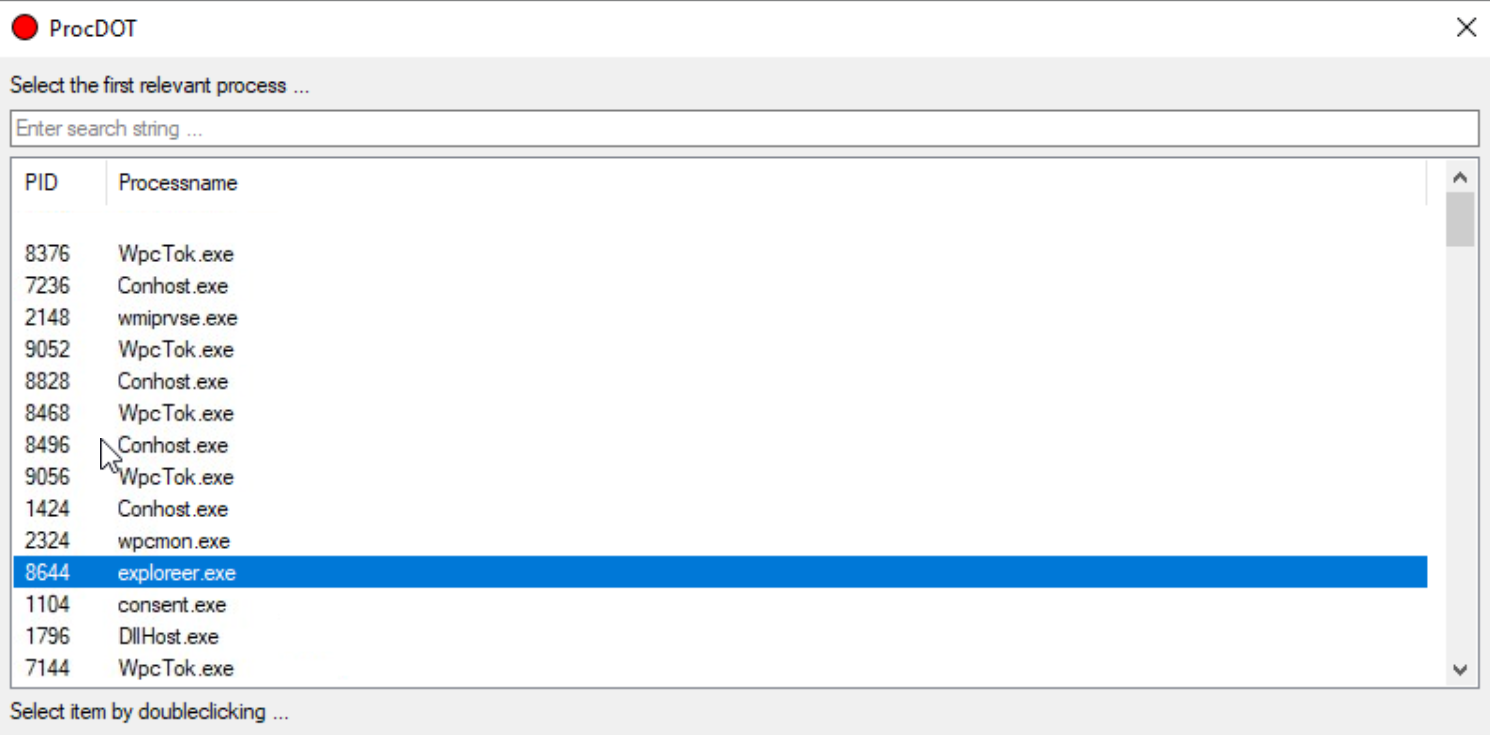 ProcDOT
Select the first relevant process ...
Enter search string ...
PID Processname
8376 WpcTok.exe
7236 Conhost.exe
2148 wmiprvse.exe
9052 WpcTok.exe
8828 Conhost.exe
8468 WpcTok.exe
8496 Conhost.exe
9056 WpcTok.exe
1424 Conhost.exe
2324 wpcmon.exe
8644 exploreer.exe
1104 consent.exe
1796 DllHost.exe
7144 WpcTok.exe
Select item by doubleclicking ...